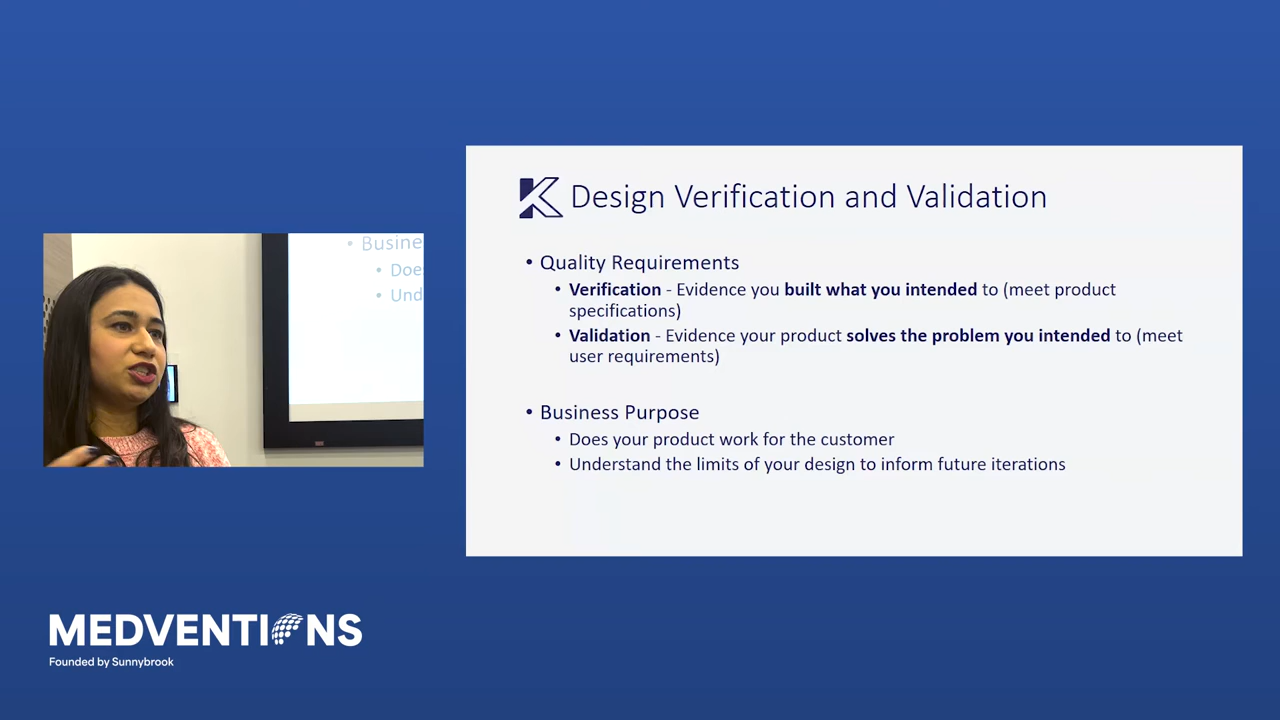 Busine
Does
Und
Design Verification and Validation
• Quality Requirements
• Verification - Evidence you built what you intended to (meet product
specifications)
• Validation - Evidence your product solves the problem you intended to (meet
user requirements)
• Business Purpose
• Does your product work for the customer
• Understand the limits of your design to inform future iterations
MEDVENTIONS
Founded by Sunnybrook